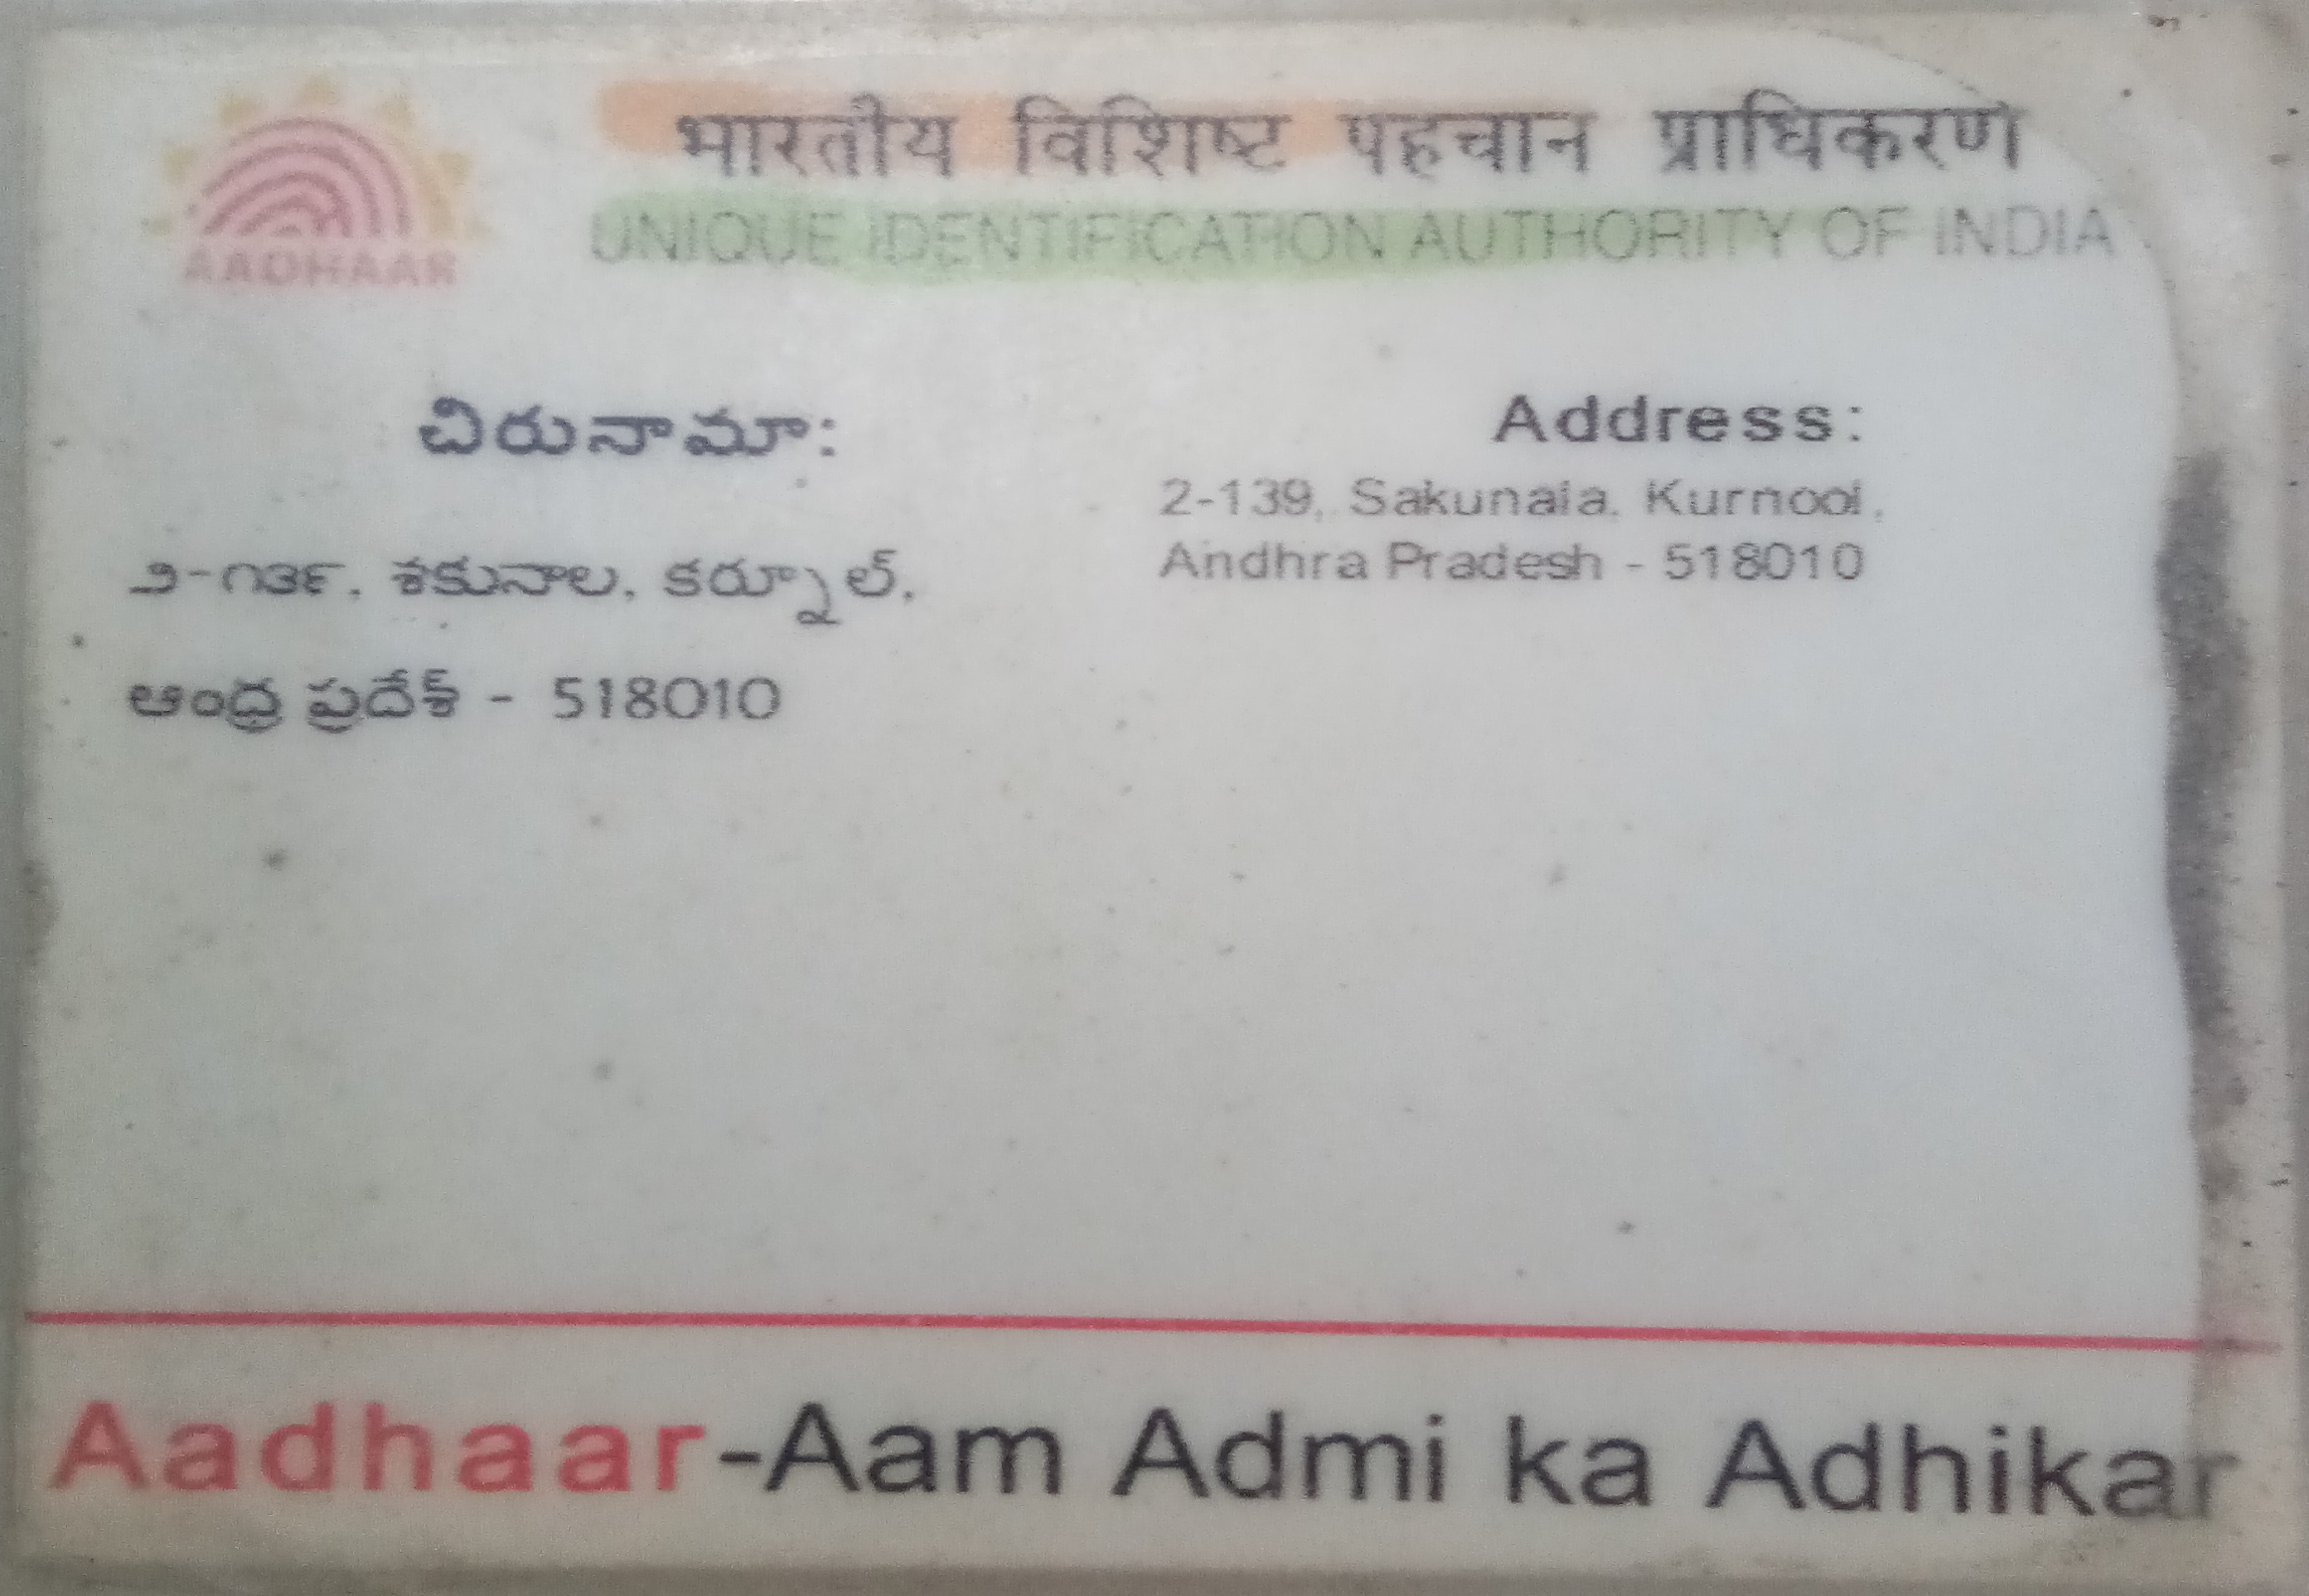 भारतीय विशिष्ट पहचान प्राधिकरण
AADHAAR
UNIQUE IDENTIFICATION AUTHORITY OF INDIA
చిరునామా:
౨-౧౩౯, శకునాల, కర్నూల్,
ఆంధ్ర ప్రదేశ్ - 518010
Address:
2-139, Sakunala, Kurnool,
Andhra Pradesh - 518010
Aadhaar-Aam Admi ka Adhikar